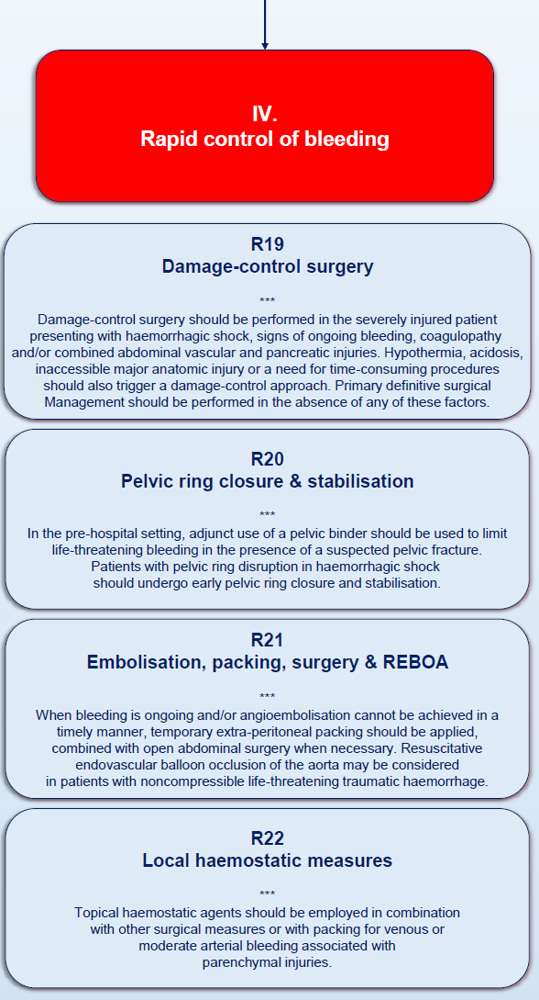 IV.
Rapid control of bleeding
R19
Damage-control surgery
***
Damage-control surgery should be performed in the severely injured patient
presenting with haemorrhagic shock, signs of ongoing bleeding, coagulopathy
and/or combined abdominal vascular and pancreatic injuries. Hypothermia, acidosis,
inaccessible major anatomic injury or a need for time-consuming procedures
should also trigger a damage-control approach. Primary definitive surgical
Management should be performed in the absence of any of these factors.
R20
Pelvic ring closure & stabilisation
***
In the pre-hospital setting, adjunct use of a pelvic binder should be used to limit
life-threatening bleeding in the presence of a suspected pelvic fracture.
Patients with pelvic ring disruption in haemorrhagic shock
should undergo early pelvic ring closure and stabilisation.
R21
Embolisation, packing, surgery & REBOA
***
When bleeding is ongoing and/or angioembolisation cannot be achieved in a
timely manner, temporary extra-peritoneal packing should be applied,
combined with open abdominal surgery when necessary. Resuscitative
endovascular balloon occlusion of the aorta may be considered
in patients with noncompressible life-threatening traumatic haemorrhage.
R22
Local haemostatic measures
***
Topical haemostatic agents should be employed in combination
with other surgical measures or with packing for venous or
moderate arterial bleeding associated with
parenchymal injuries.